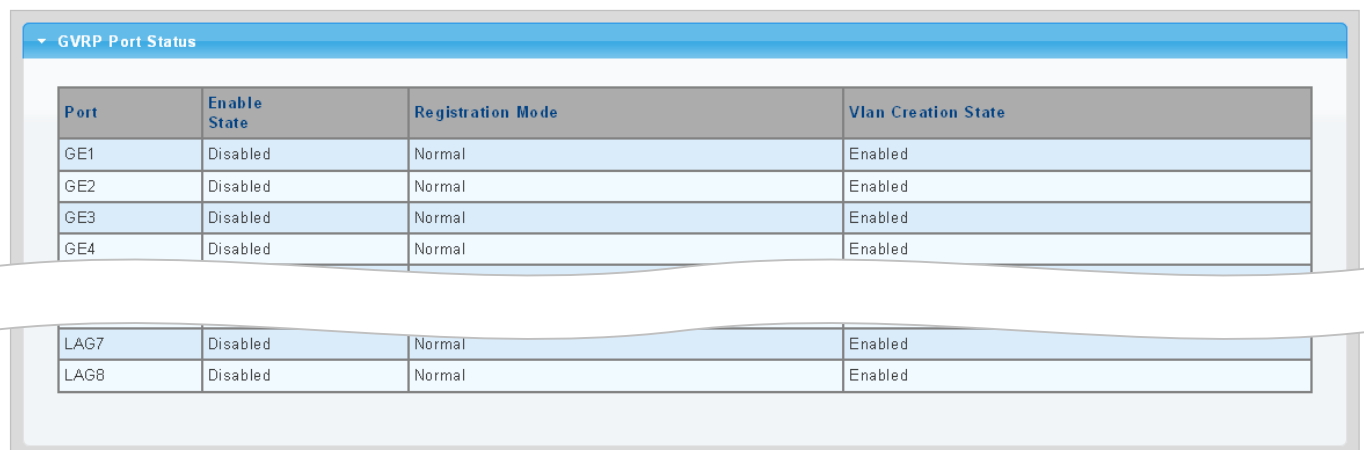 GVRP Port Status
Port Enable State Registration Mode Vlan Creation State
GE1 Disabled Normal Enabled
GE2 Disabled Normal Enabled
GE3 Disabled Normal Enabled
GE4 Disabled Normal Enabled
LAG7 Disabled Normal Enabled
LAG8 Disabled Normal Enabled